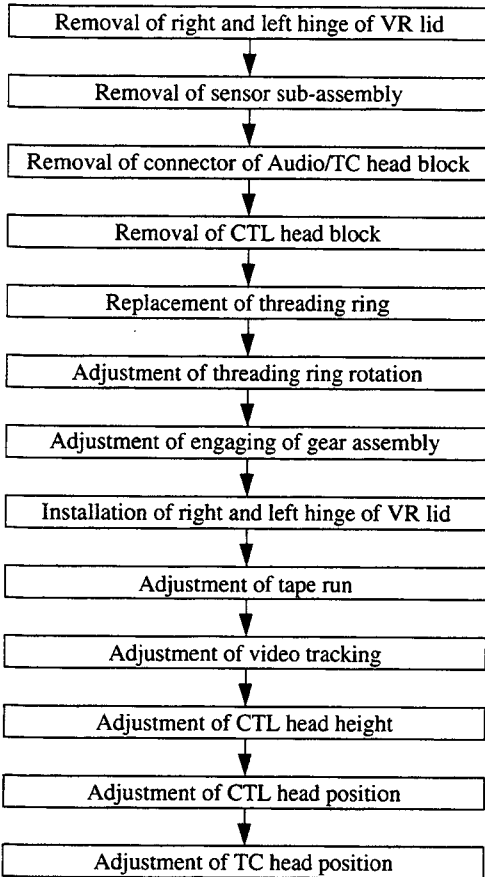 Removal of right and left hinge of VR lid
Removal of sensor sub-assembly
Removal of connector of Audio/TC head block
Removal of CTL head block
Replacement of threading ring
Adjustment of threading ring rotation
Adjustment of engaging of gear assembly
Installation of right and left hinge of VR lid
Adjustment of tape run
Adjustment of video tracking
Adjustment of CTL head height
Adjustment of CTL head position
Adjustment of TC head position